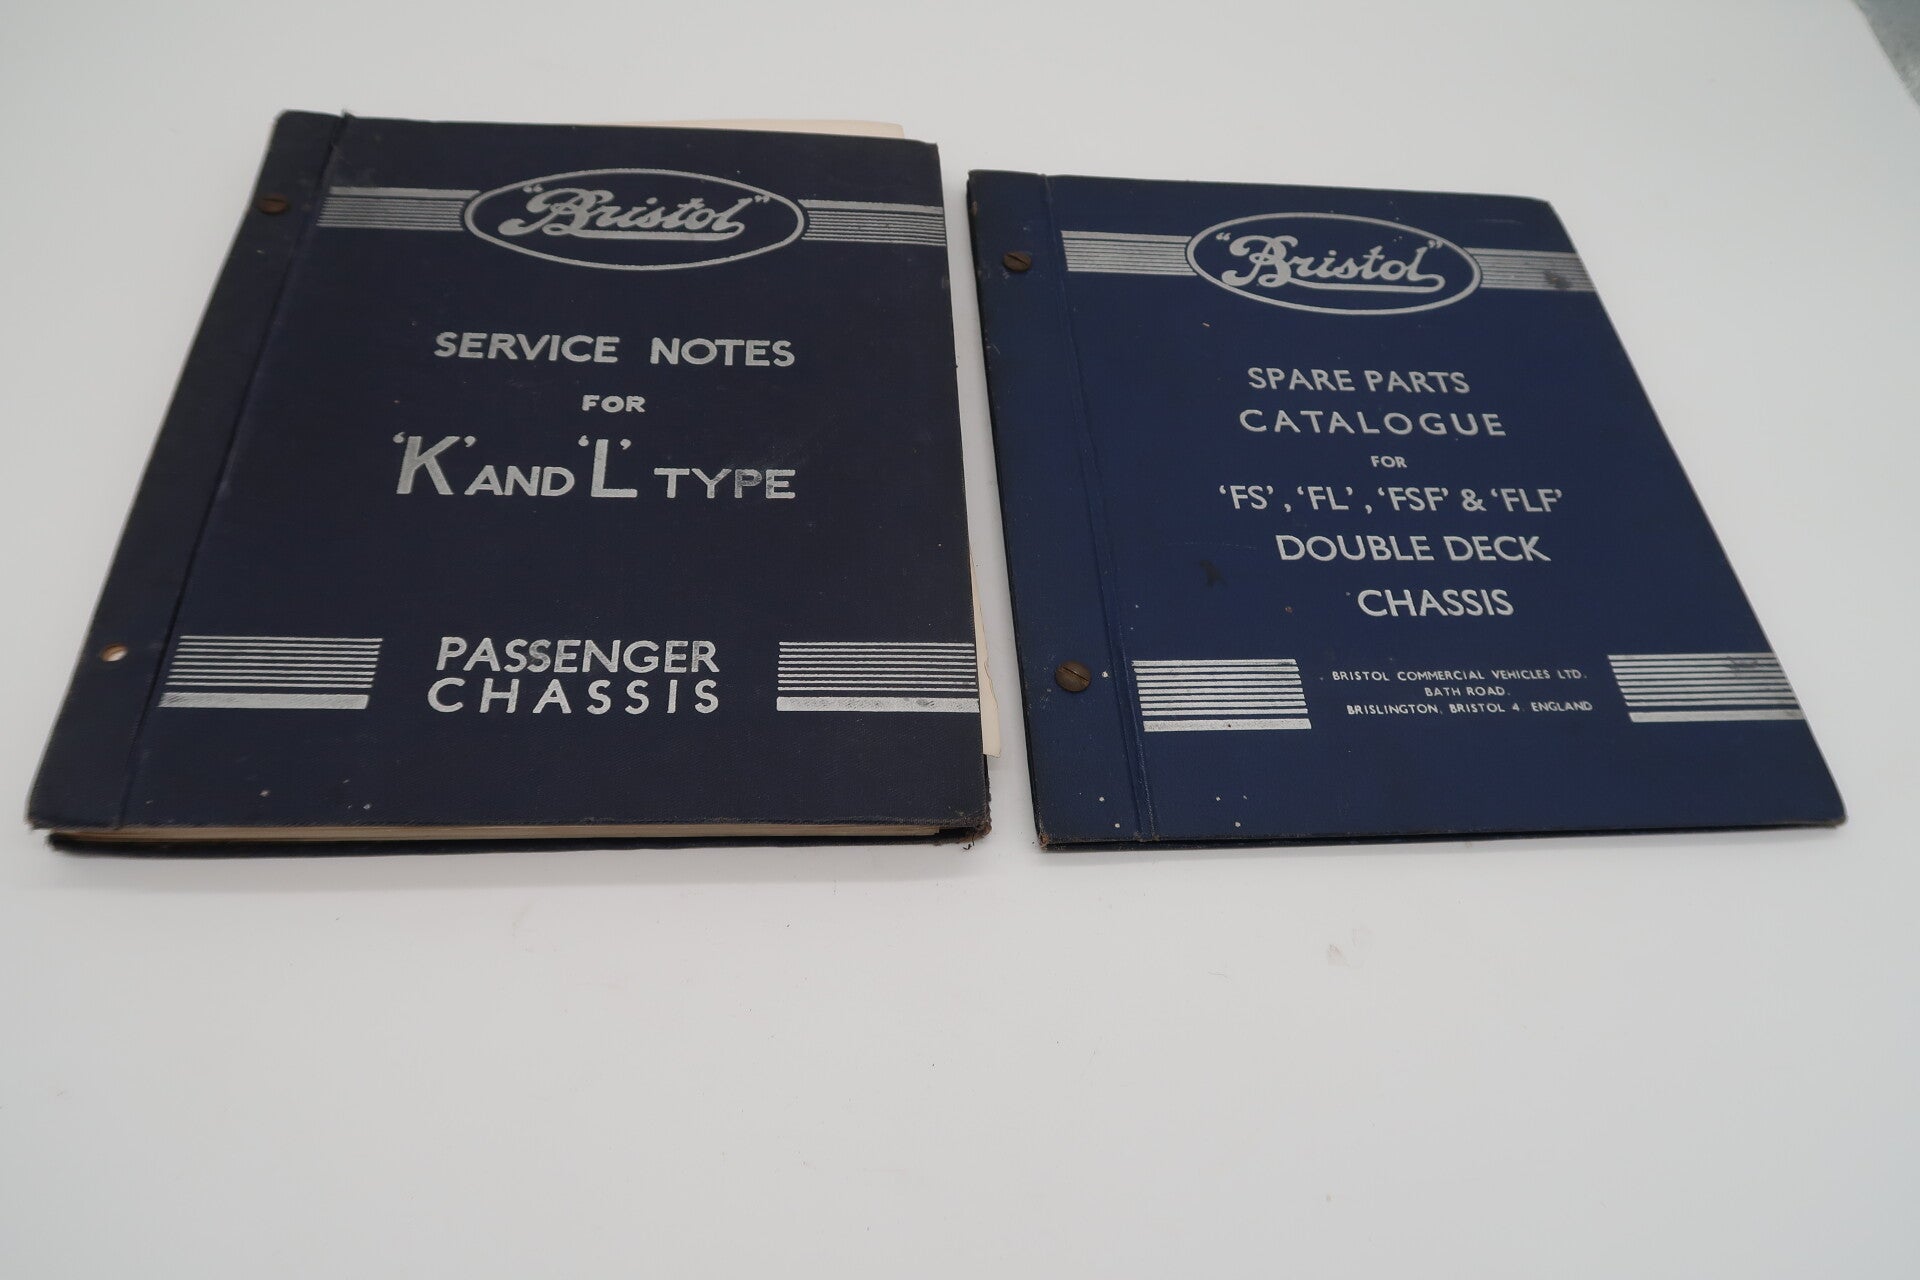 “Bristol”
SERVICE NOTES
FOR
‘K’ AND ‘L’ TYPE
PASSENGER
CHASSIS
“Bristol”
SPARE PARTS
CATALOGUE
FOR
‘FS’, ‘FL’, ‘FSF’ & ‘FLF’
DOUBLE DECK
CHASSIS
BRISTOL COMMERCIAL VEHICLES LTD.
BATH ROAD.
BRISLINGTON, BRISTOL 4. ENGLAND